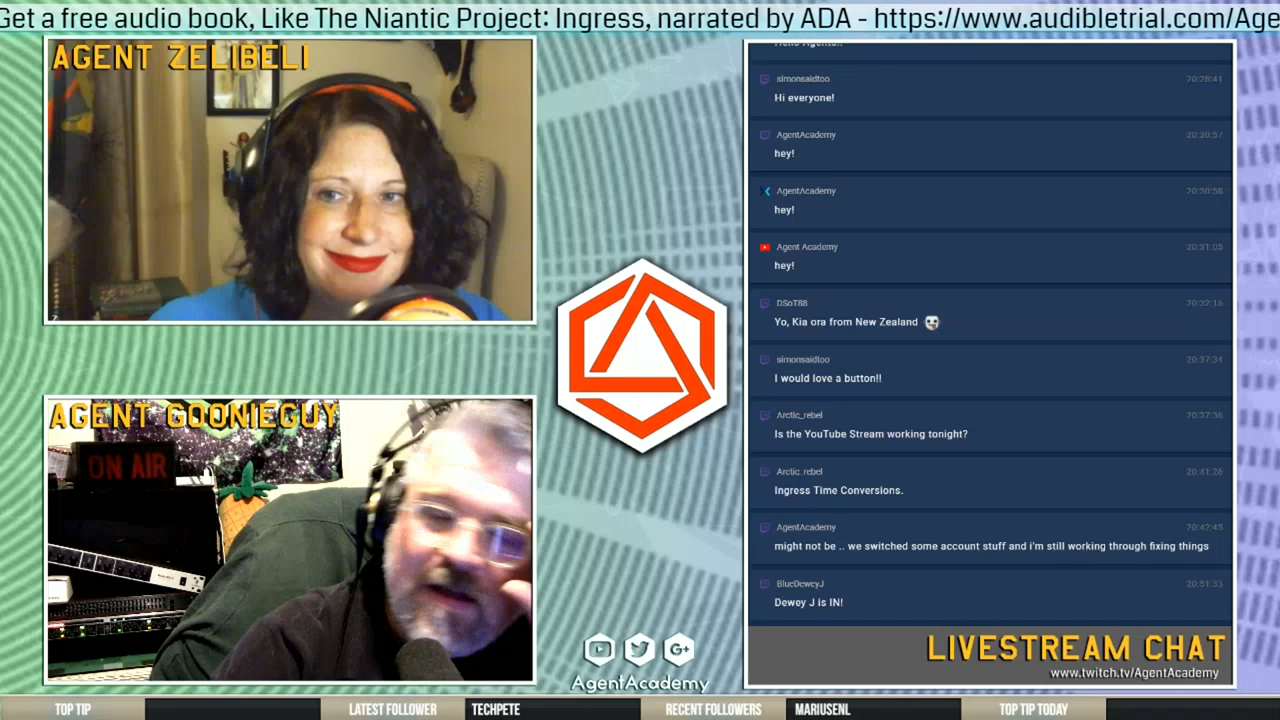 Get a free audio book, Like The Niantic Project: Ingress, narrated by ADA - https://www.audibletrial.com/Age
AGENT ZELIBELI
AGENT GOONIEGUY
ON AIR
Hello Agents!!
simonsaidtoo 20:28:41
Hi everyone!
AgentAcademy 20:30:57
hey!
AgentAcademy 20:30:58
hey!
Agent Academy 20:31:05
hey!
DSoT88 20:32:16
Yo, Kia ora from New Zealand
simonsaidtoo 20:37:34
I would love a button!!
Arctic_rebel 20:37:36
Is the YouTube Stream working tonight?
Arctic_rebel 20:41:26
Ingress Time Conversions.
AgentAcademy 20:42:45
might not be .. we switched some account stuff and i'm still working through fixing things
BlueDeweyJ 20:51:33
Dewey J is IN!
LIVESTREAM CHAT
www.twitch.tv/AgentAcademy
G+
AgentAcademy
TOP TIP
LATEST FOLLOWER TECHPETE
RECENT FOLLOWERS MARIUSENL
TOP TIP TODAY